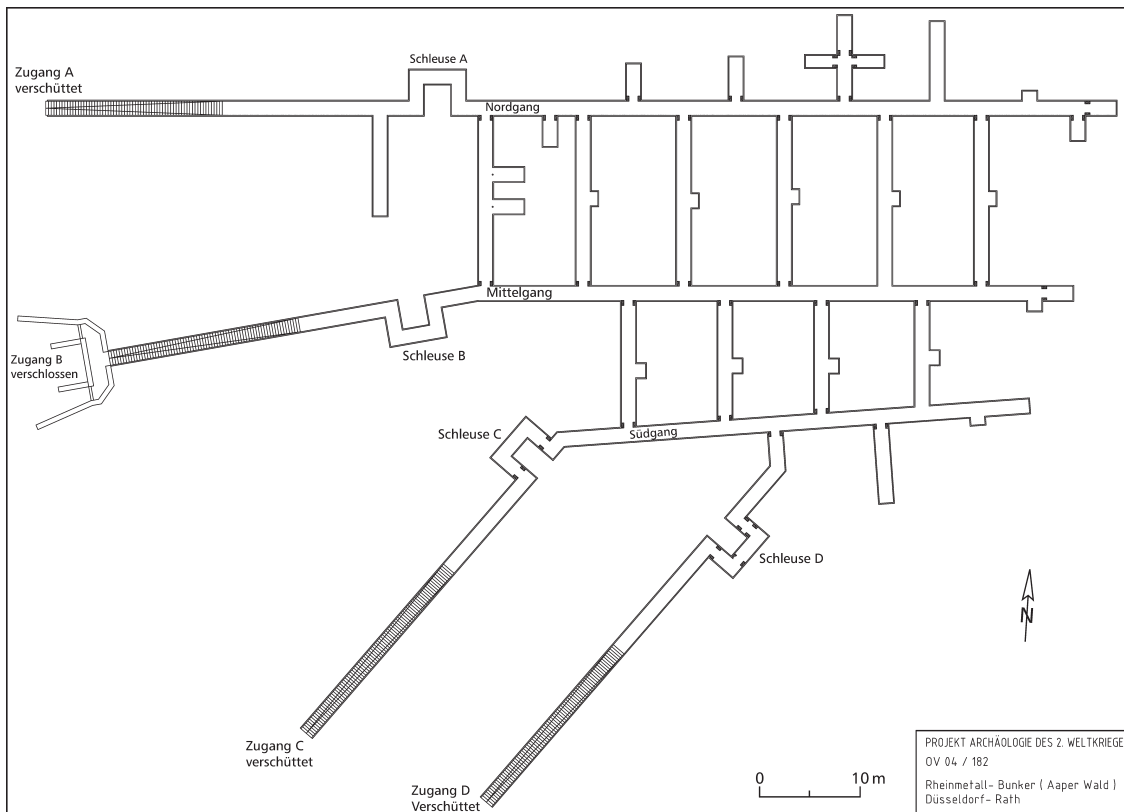 Zugang A
verschüttet
Schleuse A
Nordgang
Mittelgang
Zugang B
verschlossen
Schleuse B
Schleuse C
Südgang
Schleuse D
N
Zugang C
verschüttet
Zugang D
Verschüttet
0 10 m
PROJEKT ARCHÄOLOGIE DES 2. WELTKRIEGE
OV 04 / 182
Rheinmetall- Bunker ( Aaper Wald )
Düsseldorf- Rath